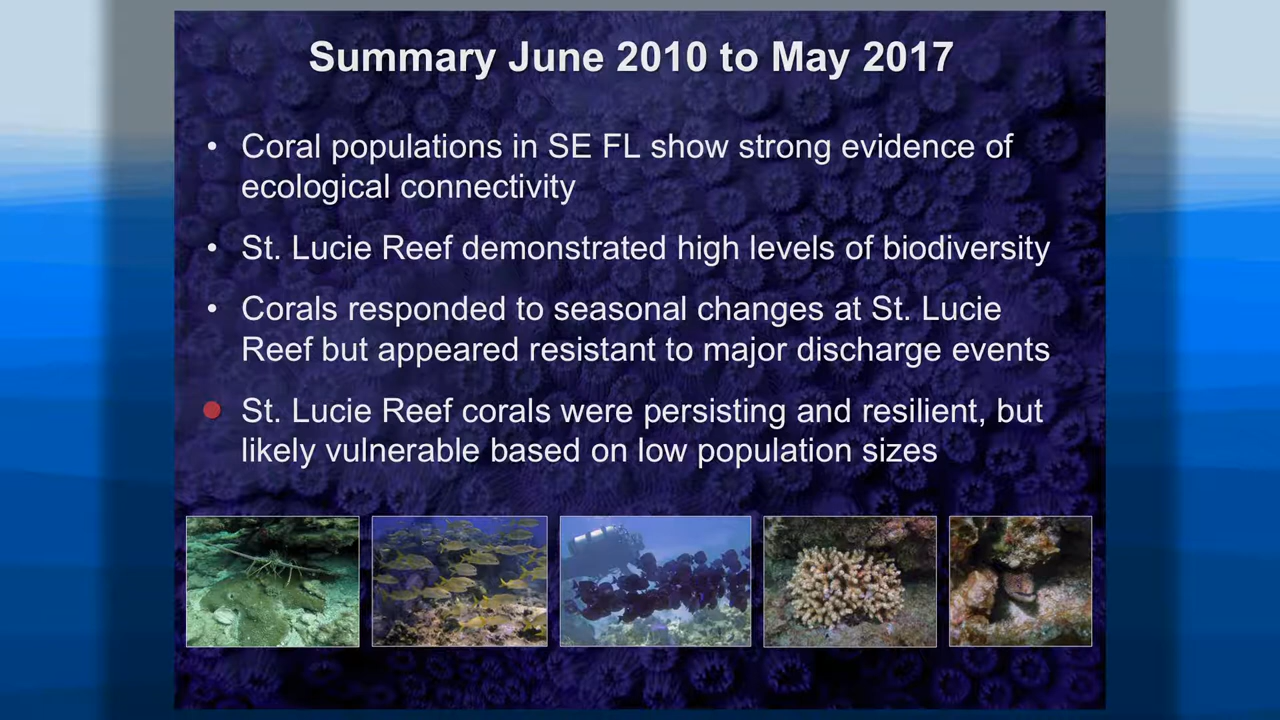 Summary June 2010 to May 2017
• Coral populations in SE FL show strong evidence of
ecological connectivity
• St. Lucie Reef demonstrated high levels of biodiversity
• Corals responded to seasonal changes at St. Lucie
Reef but appeared resistant to major discharge events
• St. Lucie Reef corals were persisting and resilient, but
likely vulnerable based on low population sizes